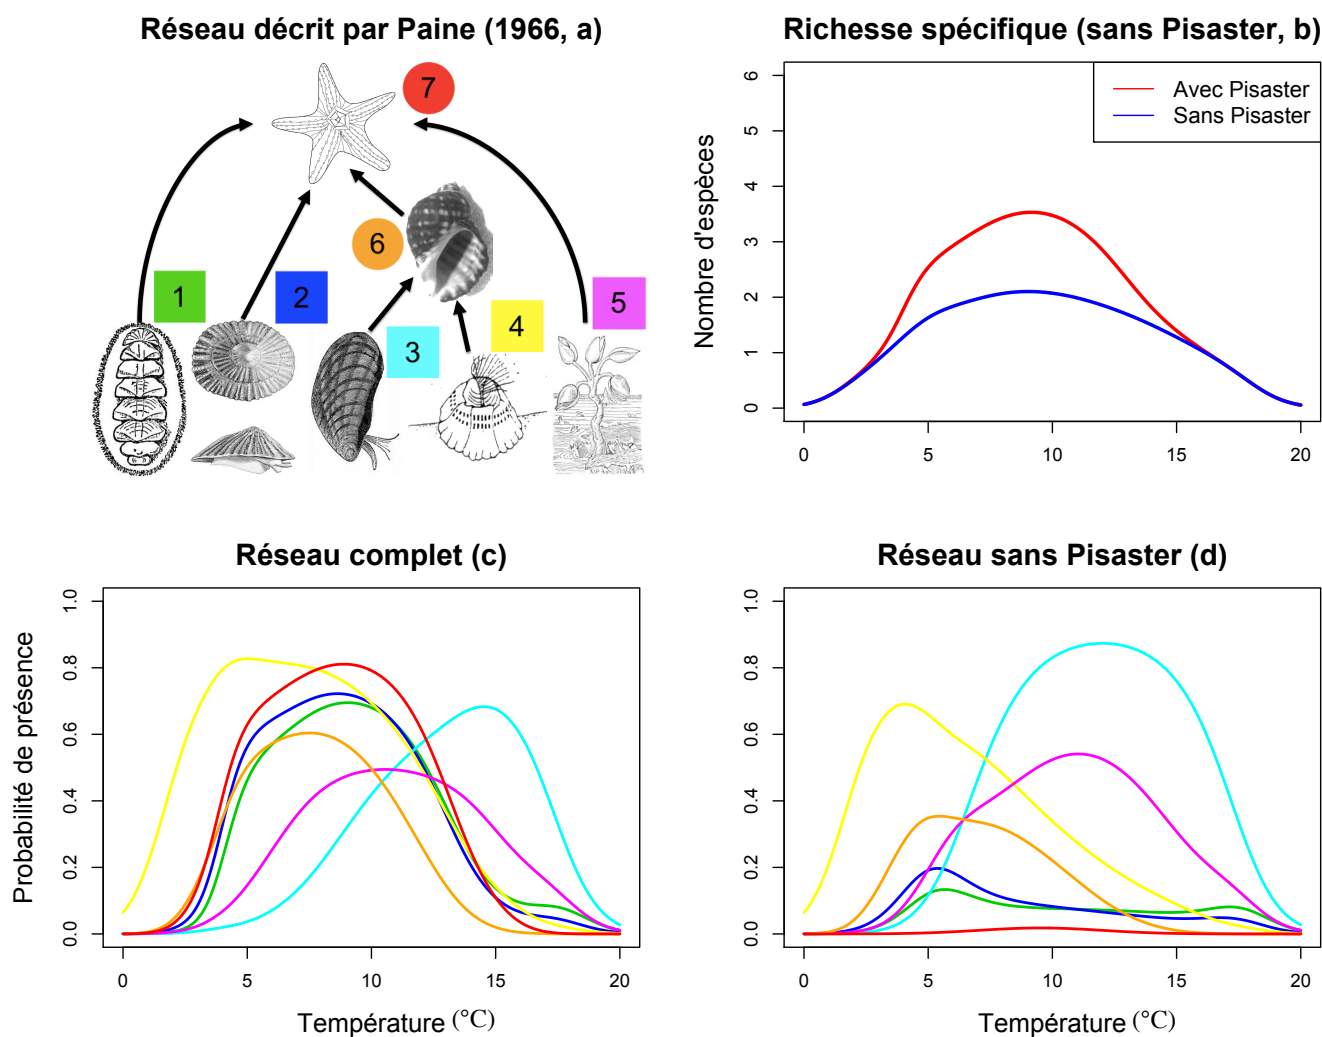 Réseau décrit par Paine (1966, a)
7
6
1
2
3
4
5
Richesse spécifique (sans Pisaster, b)
Avec Pisaster
Sans Pisaster
Nombre d'espèces
6
5
4
3
2
1
0
0 5 10 15 20
Réseau complet (c)
Probabilité de présence
1.0
0.8
0.6
0.4
0.2
0.0
0 5 10 15 20
Température (°C)
Réseau sans Pisaster (d)
1.0
0.8
0.6
0.4
0.2
0.0
0 5 10 15 20
Température (°C)